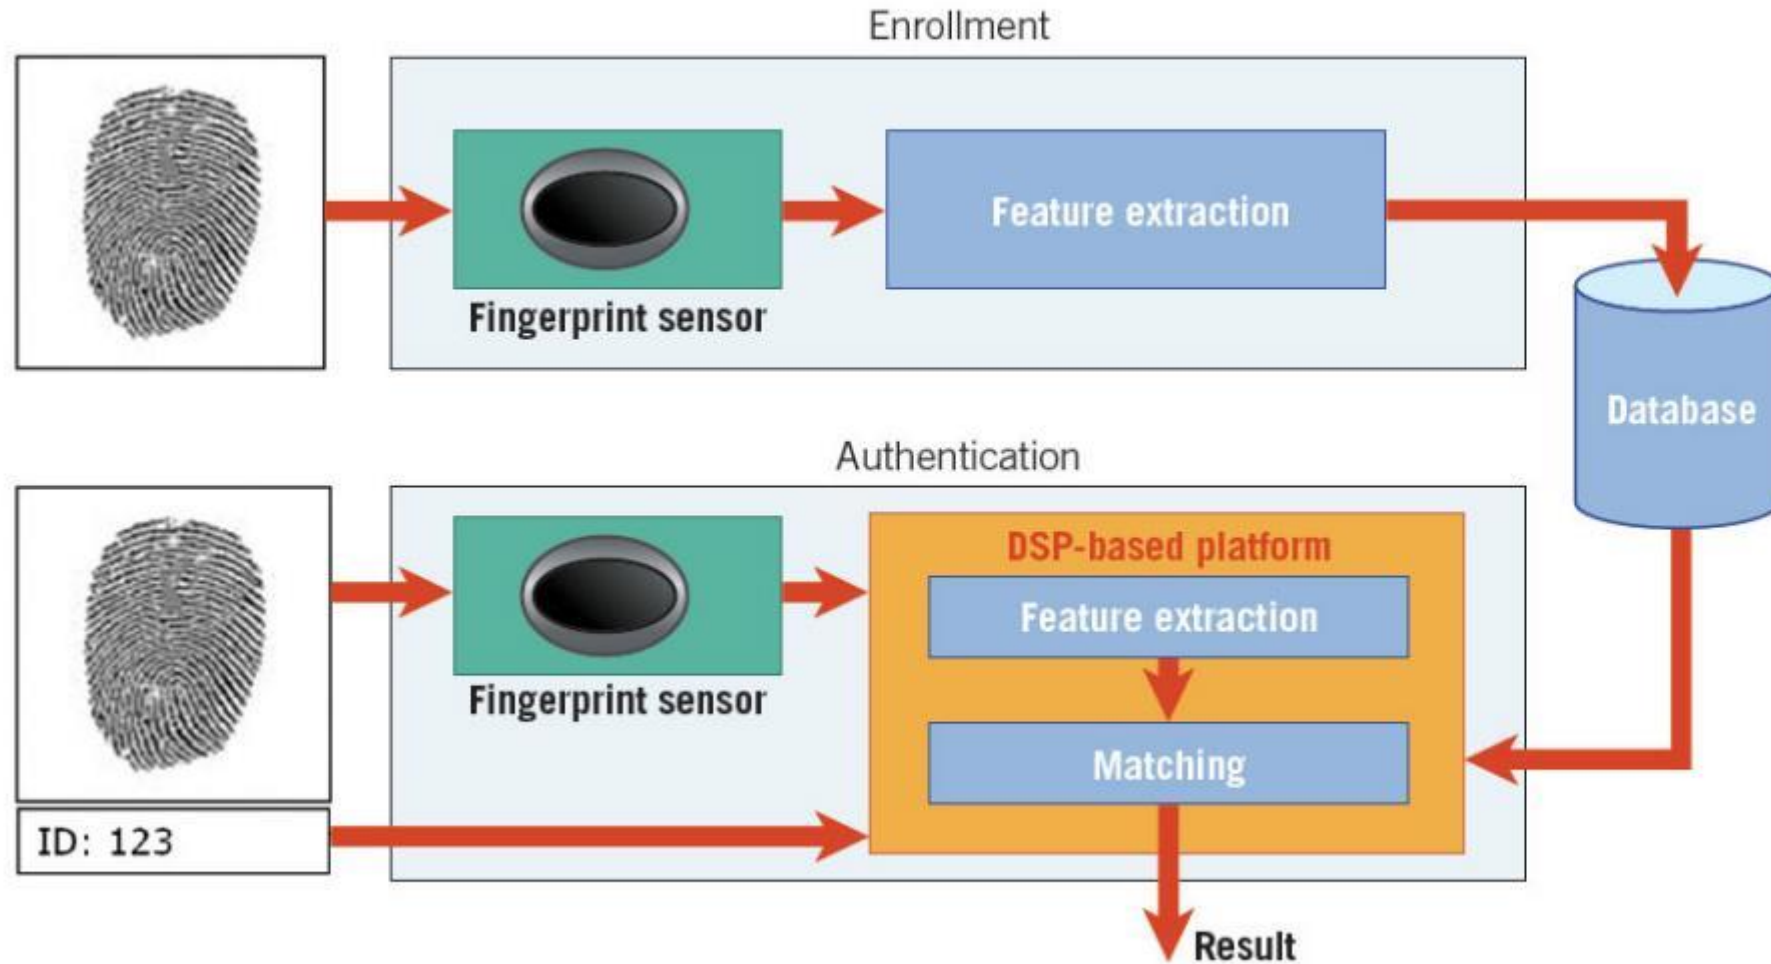 Enrollment
Feature extraction
Fingerprint sensor
Database
Authentication
DSP-based platform
Feature extraction
Fingerprint sensor
Matching
ID: 123
Result